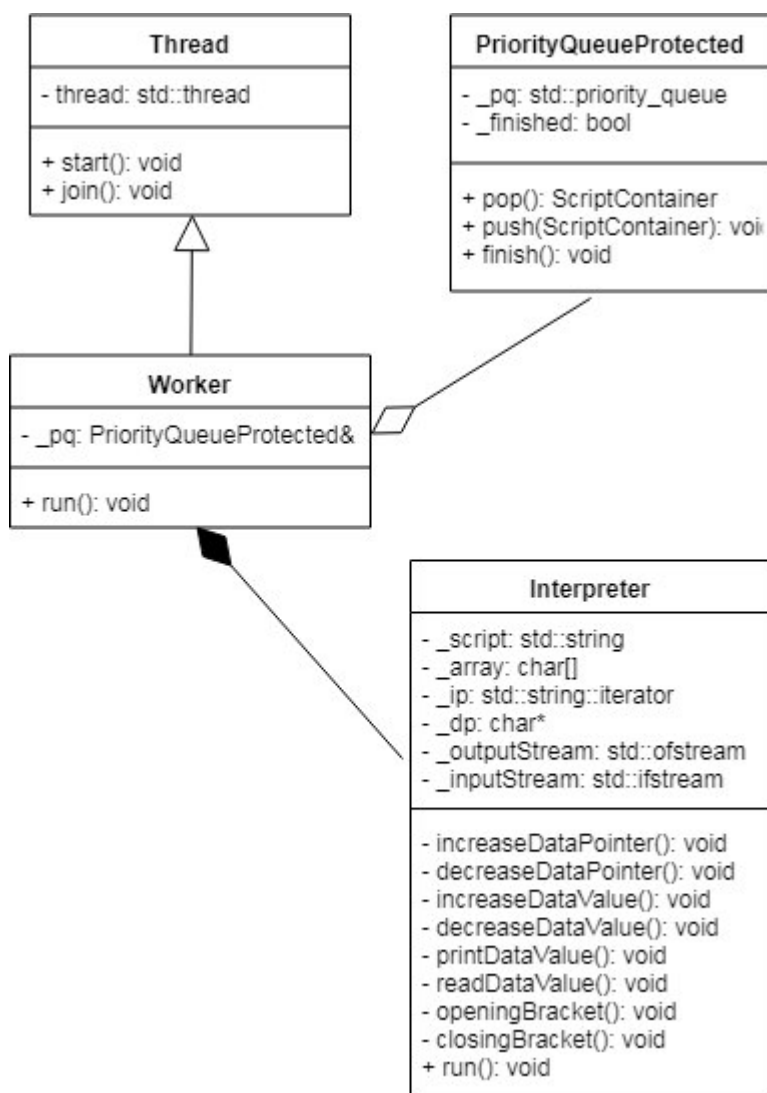 Thread
- thread: std::thread
+ start(): void
+ join(): void
PriorityQueueProtected
- _pq: std::priority_queue
- _finished: bool
+ pop(): ScriptContainer
+ push(ScriptContainer):
+ finish(): void
Worker
- _pq: PriorityQueueProtected&
+ run(): void
Interpreter
- _script: std::string
- _array: char[]
- _ip: std::string::iterator
- _dp: char*
- _outputStream: std::ofstream
- _inputStream: std::ifstream
- increaseDataPointer(): void
- decreaseDataPointer(): void
- increaseDataValue(): void
- decreaseDataValue(): void
- printDataValue(): void
- readDataValue(): void
- openingBracket(): void
- closingBracket(): void
+ run(): void